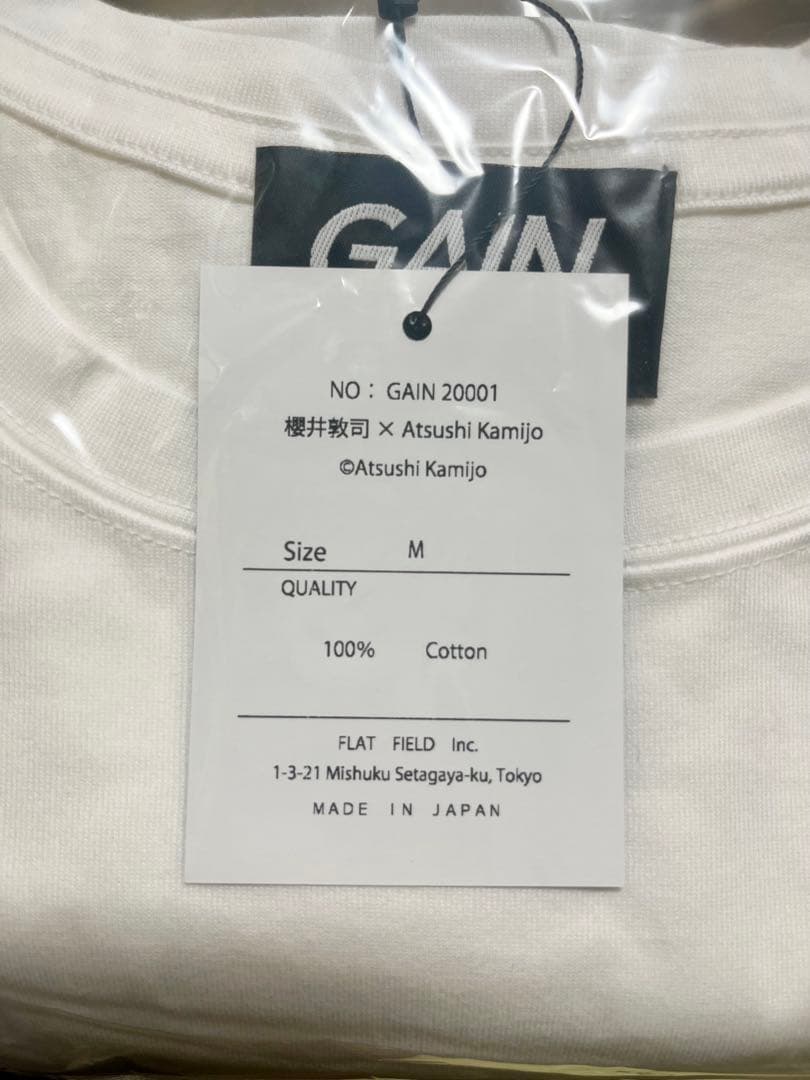 GAIN
NO : GAIN 20001
櫻井敦司 × Atsushi Kamijo
©Atsushi Kamijo
Size M
QUALITY
100% Cotton
FLAT FIELD Inc.
1-3-21 Mishuku Setagaya-ku, Tokyo
MADE IN JAPAN